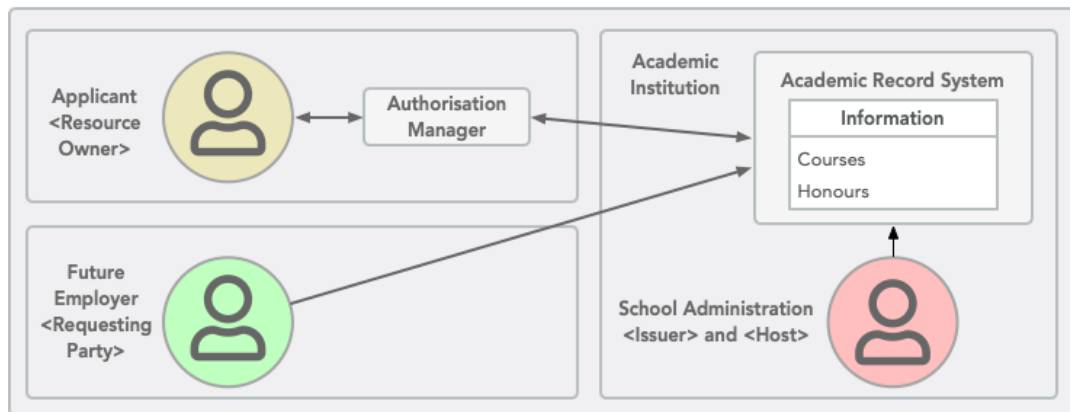 Applicant
<Resource
Owner>
Authorisation
Manager
Academic
Institution
Academic Record System
Information
Courses
Honours
Future
Employer
<Requesting
Party>
School Administration
<Issuer> and <Host>